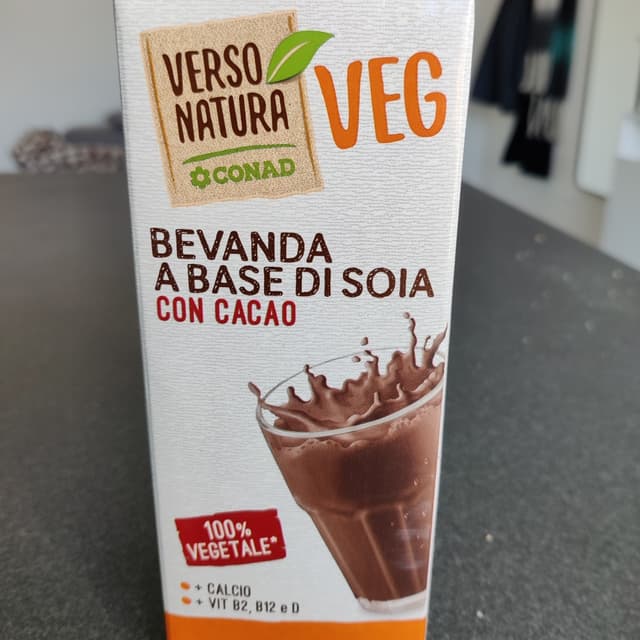 VERSO
NATURA
CONAD
VEG
BEVANDA
A BASE DI SOIA
CON CACAO
100%
VEGETALE*
+ CALCIO
+ VIT B2, B12 e D